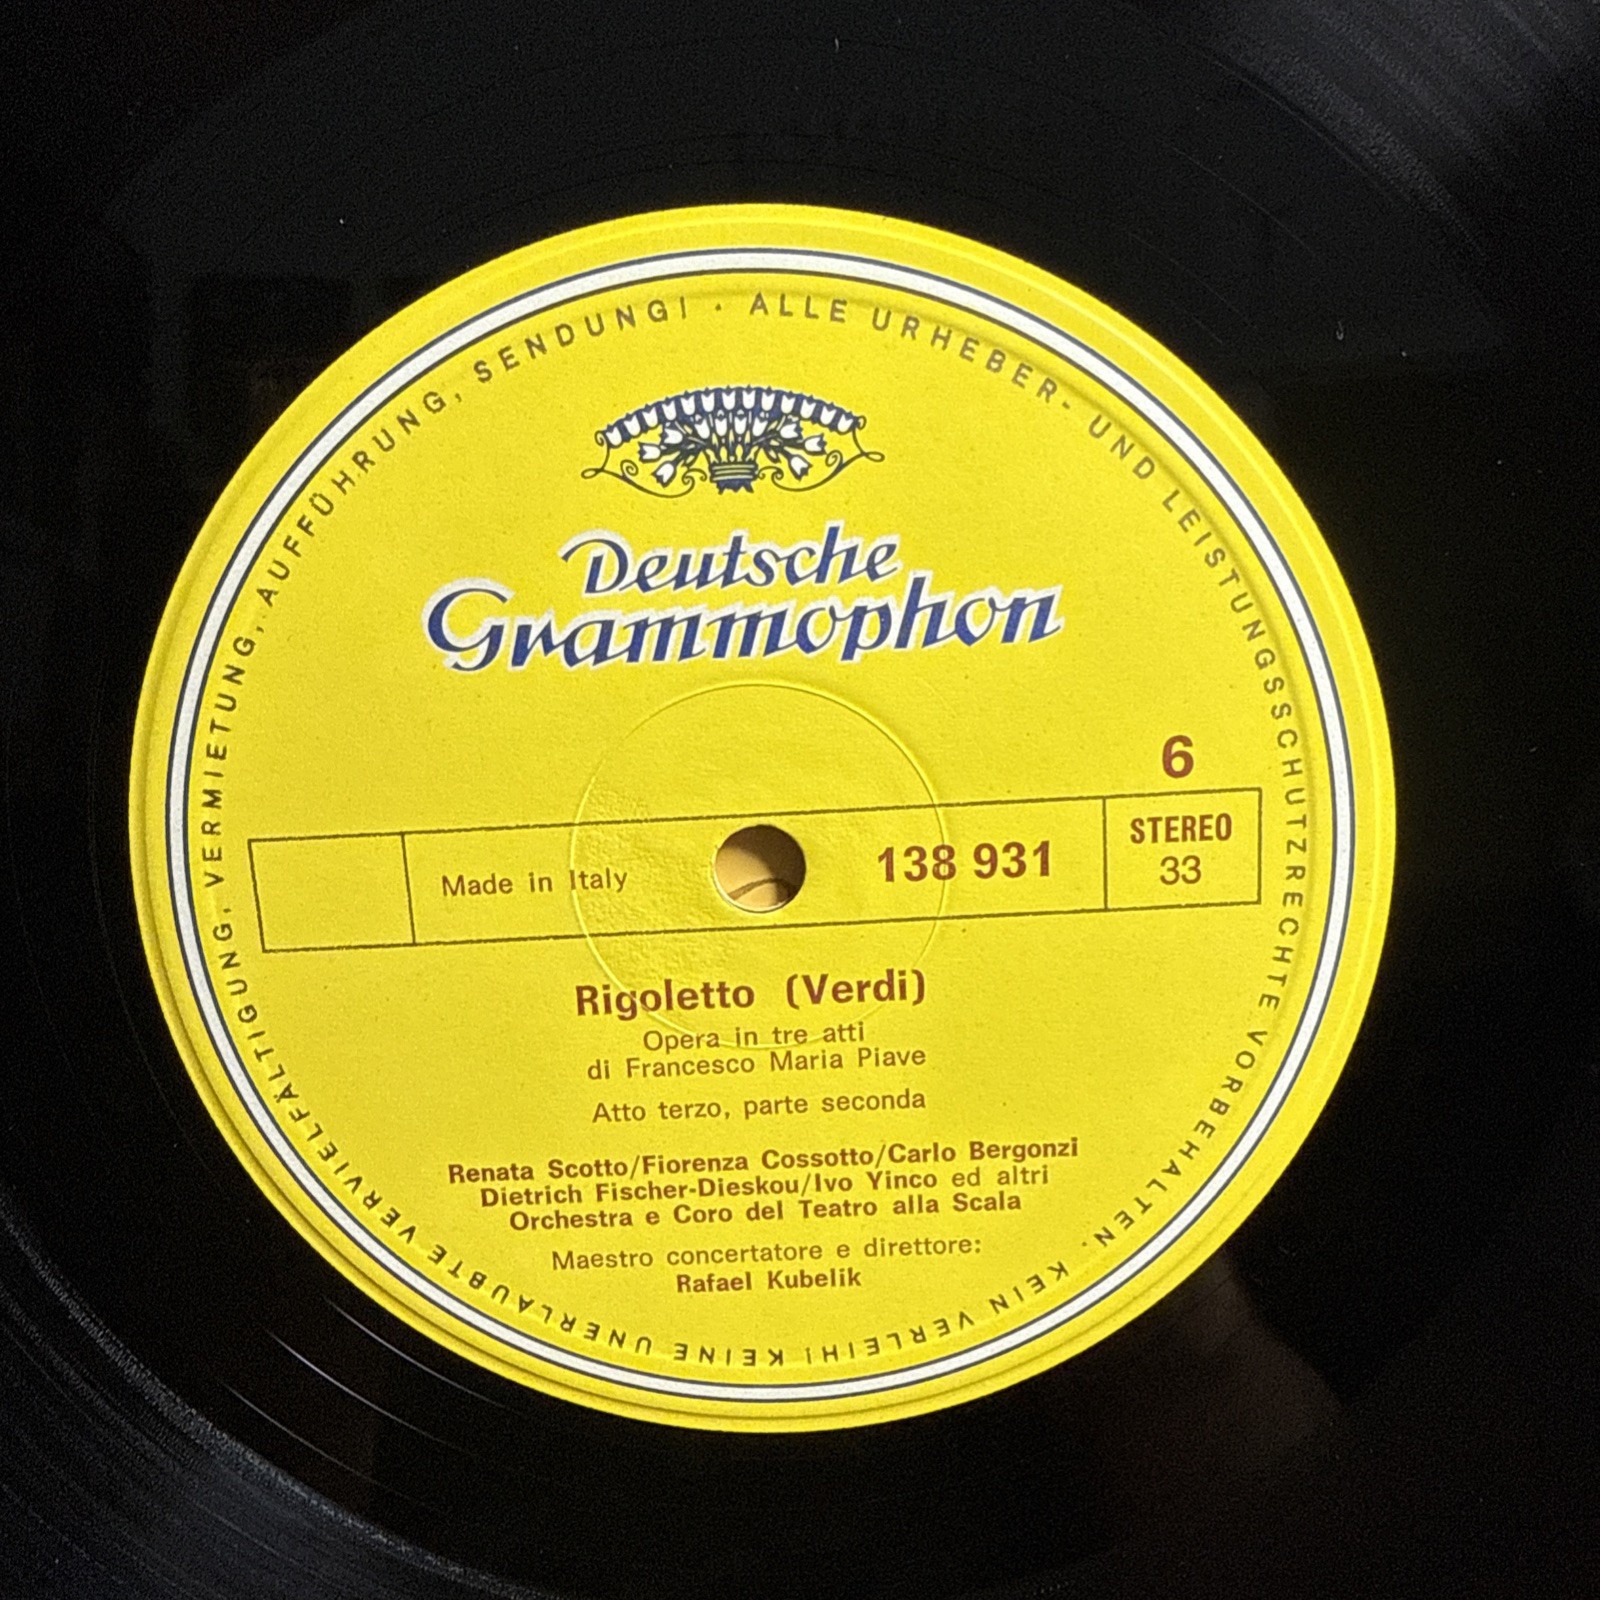 ALLE URHEBER- UND LEISTUNGSSCHUTZRECHTE VORBEHALTEN · KEIN VERLEIH! KEINE UNERLAUBTE VERVIELFÄLTIGUNG, VERMIETUNG, AUFFÜHRUNG, SENDUNG! ·
Deutsche
Grammophon
6
Made in Italy
138 931
STEREO
33
Rigoletto (Verdi)
Opera in tre atti
di Francesco Maria Piave
Atto terzo, parte seconda
Renata Scotto/Fiorenza Cossotto/Carlo Bergonzi
Dietrich Fischer-Dieskou/Ivo Yinco ed altri
Orchestra e Coro del Teatro alla Scala
Maestro concertatore e direttore:
Rafael Kubelik